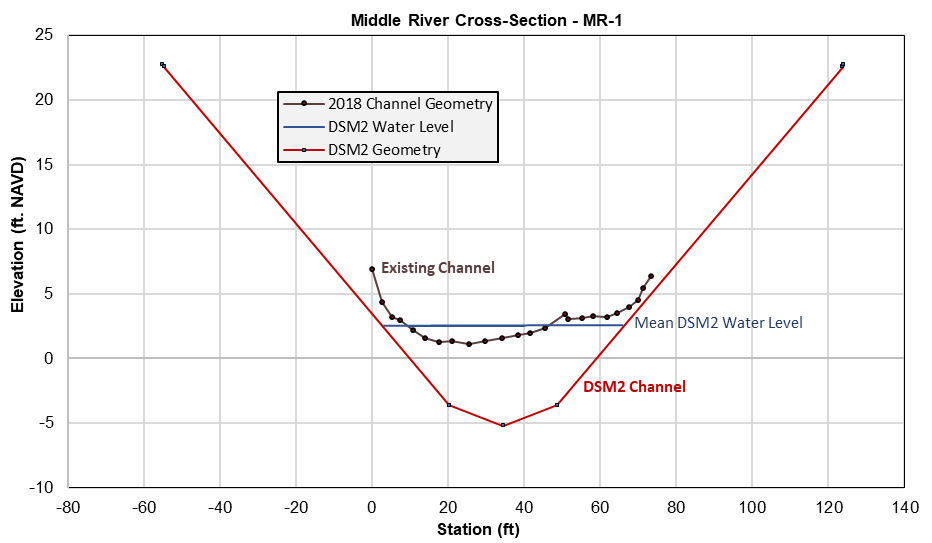 Middle River Cross-Section - MR-1
25
20
15
10
5
0
-5
-10
Elevation (ft. NAVD)
2018 Channel Geometry
DSM2 Water Level
DSM2 Geometry
Existing Channel
Mean DSM2 Water Level
DSM2 Channel
-80 -60 -40 -20 0 20 40 60 80 100 120 140
Station (ft)